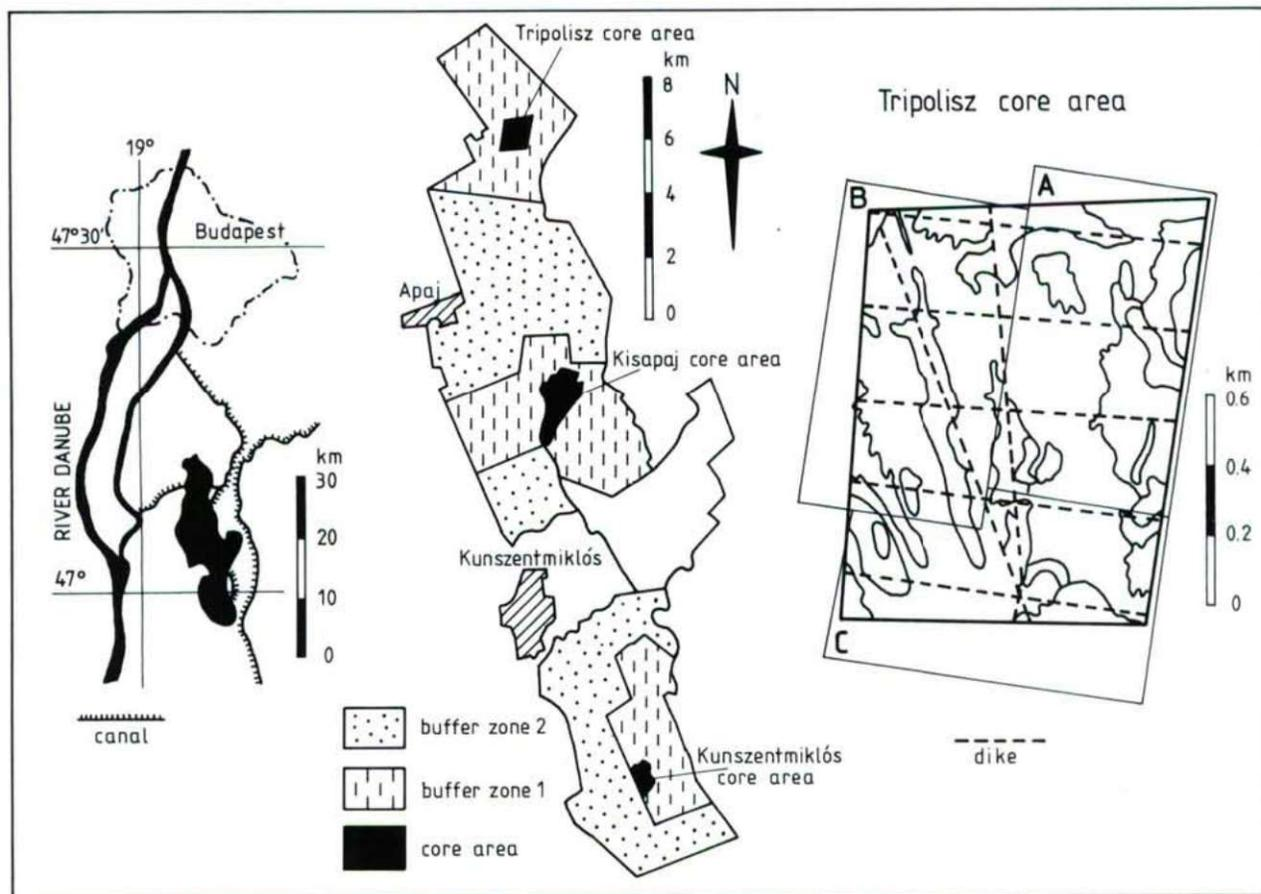 19°
47°30'
Budapest
RIVER DANUBE
47°
km
30
20
10
0
canal
Tripolisz core area
km
8
6
4
2
0
N
Apaj
Kisapaj core area
Kunszentmiklós
Kunszentmiklós
core area
buffer zone 2
buffer zone 1
core area
Tripolisz core area
A
B
C
km
0.6
0.4
0.2
0
dike